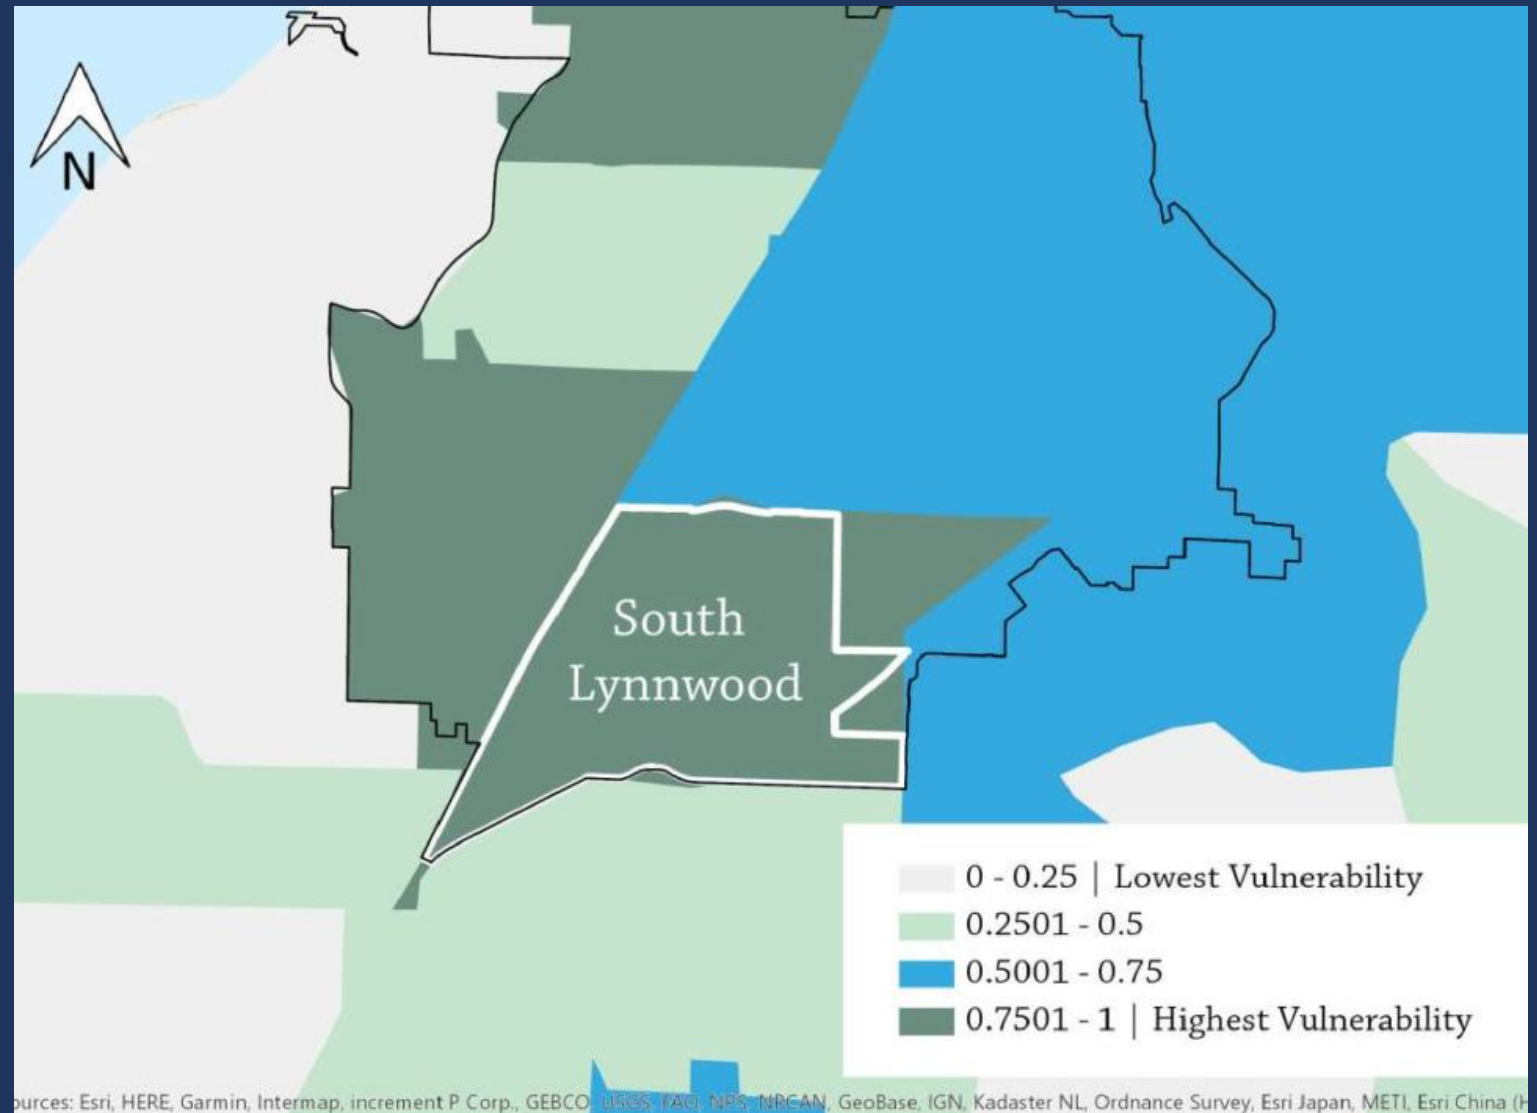 N
South
Lynnwood
0 - 0.25 | Lowest Vulnerability
0.2501 - 0.5
0.5001 - 0.75
0.7501 - 1 | Highest Vulnerability
ources: Esri, HERE, Garmin, Intermap, increment P Corp., GEBCO, USGS, FAO, NPS, NRCAN, GeoBase, IGN, Kadaster NL, Ordnance Survey, Esri Japan, METI, Esri China (H